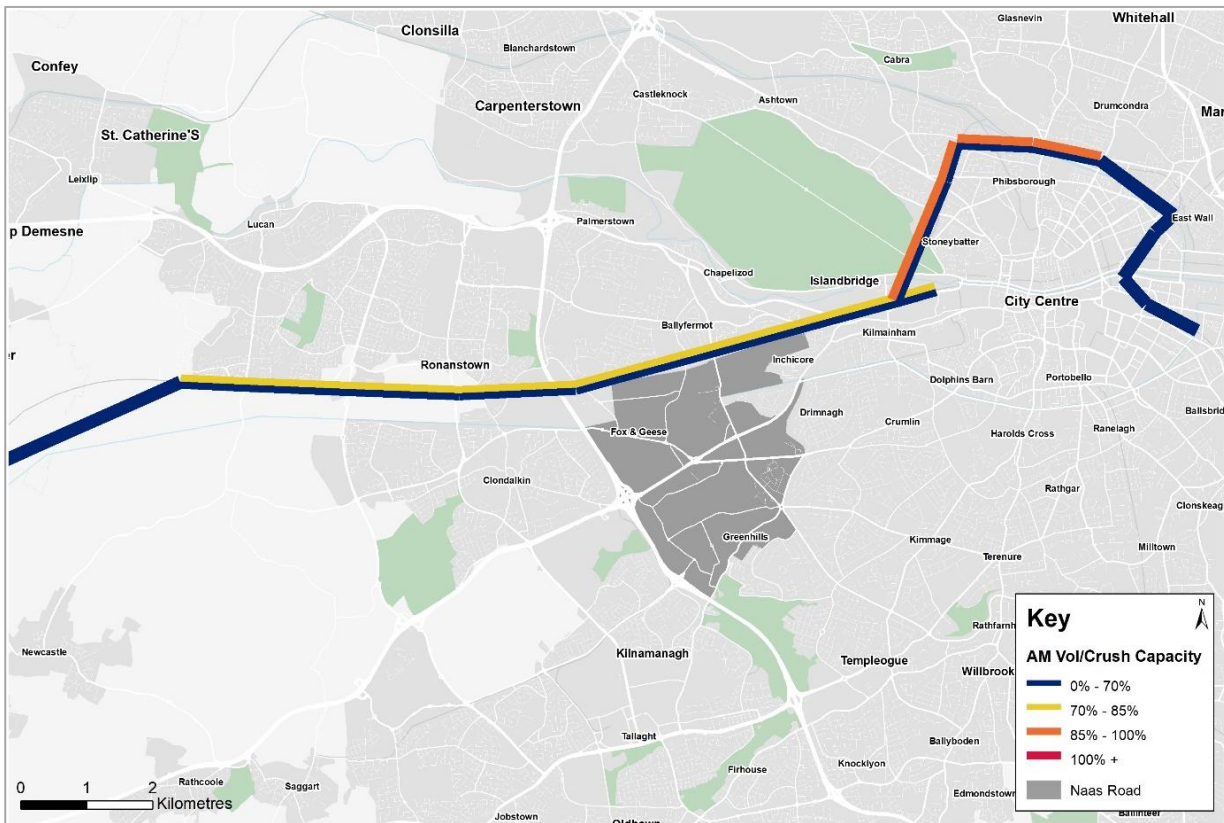 Glasnevin
Whitehall
Clonsilla
Blanchardstown
Cabra
Confey
Castleknock
Ashtown
Carpenterstown
Drumcondra
Mar
St. Catherine'S
Leixlip
Phibsborough
Lucan
Palmerstown
East Wall
p Demesne
Stoneybatter
Chapelizod
Islandbridge
City Centre
Ballyfermot
Kilmainham
er
Ronanstown
Inchicore
Dolphins Barn
Portobello
Drimnagh
Crumlin
Ballsbrid
Ranelagh
Fox & Geese
Harolds Cross
Clondalkin
Rathgar
Clonskeag
Greenhills
Kimmage
Milltown
Terenure
Newcastle
Kilnamanagh
Templeogue
Rathfarnh
Willbrook
Tallaght
Ballyboden
Firhouse
Knocklyon
Rathcoole
Saggart
Edmondstown
Jobstown
Oldbawn
Ballinteer
Key
N
AM Vol/Crush Capacity
0% - 70%
70% - 85%
85% - 100%
100% +
Naas Road
0 1 2
Kilometres